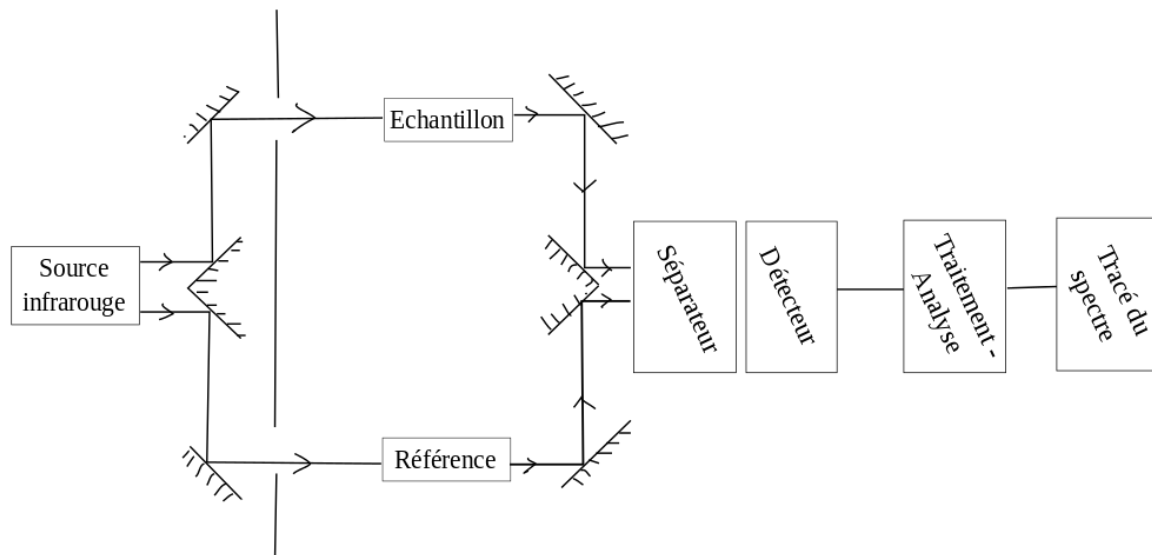 Echantillon
Source
infrarouge
Séparateur
Détecteur
Traitement -
Analyse
Tracé du
spectre
Référence